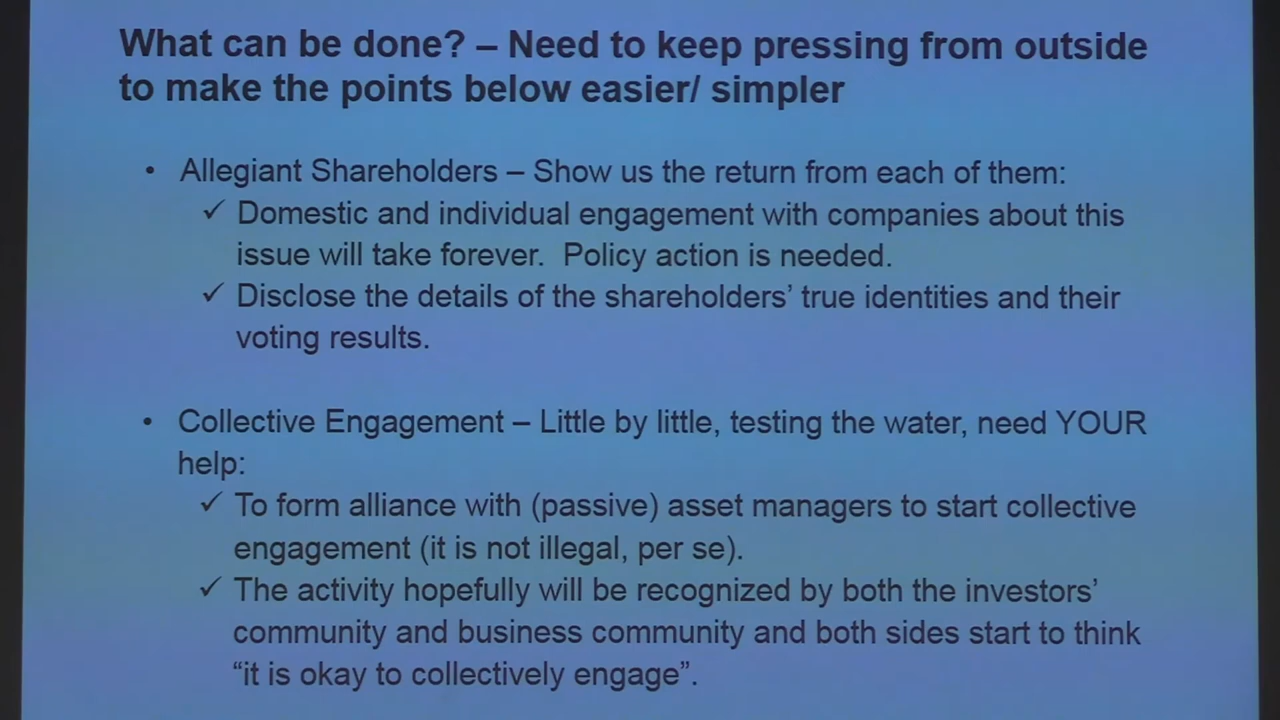 What can be done? – Need to keep pressing from outside
to make the points below easier/ simpler
• Allegiant Shareholders – Show us the return from each of them:
✓ Domestic and individual engagement with companies about this
issue will take forever.  Policy action is needed.
✓ Disclose the details of the shareholders’ true identities and their
voting results.
• Collective Engagement – Little by little, testing the water, need YOUR
help:
✓ To form alliance with (passive) asset managers to start collective
engagement (it is not illegal, per se).
✓ The activity hopefully will be recognized by both the investors’
community and business community and both sides start to think
“it is okay to collectively engage”.